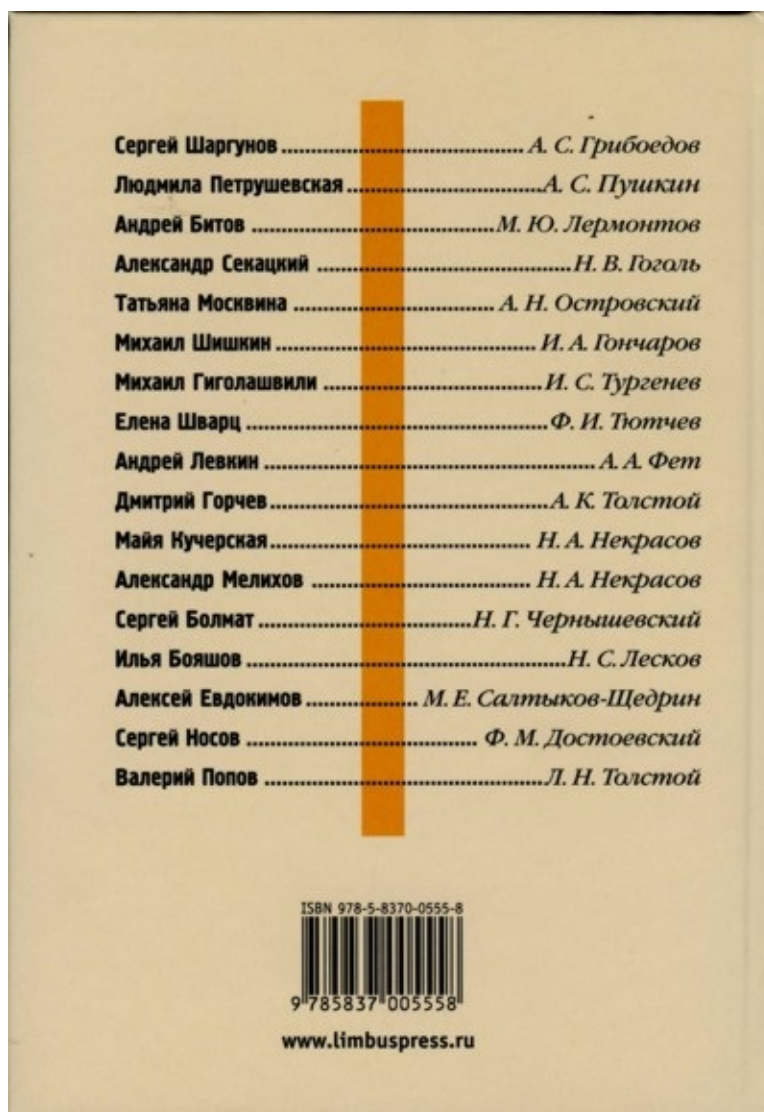 Сергей Шаргунов ........................ А. С. Грибоедов
Людмила Петрушевская ........................ А. С. Пушкин
Андрей Битов ........................ М. Ю. Лермонтов
Александр Секацкий ........................ Н. В. Гоголь
Татьяна Москвина ........................ А. Н. Островский
Михаил Шишкин ........................ И. А. Гончаров
Михаил Гиголашвили ........................ И. С. Тургенев
Елена Шварц ........................ Ф. И. Тютчев
Андрей Левкин ........................ А. А. Фет
Дмитрий Горчев ........................ А. К. Толстой
Майя Кучерская ........................ Н. А. Некрасов
Александр Мелихов ........................ Н. А. Некрасов
Сергей Болмат ........................ Н. Г. Чернышевский
Илья Бояшов ........................ Н. С. Лесков
Алексей Евдокимов ........................ М. Е. Салтыков-Щедрин
Сергей Носов ........................ Ф. М. Достоевский
Валерий Попов ........................ Л. Н. Толстой
ISBN 978-5-8370-0555-8
9 785837 005558
www.limbuspress.ru